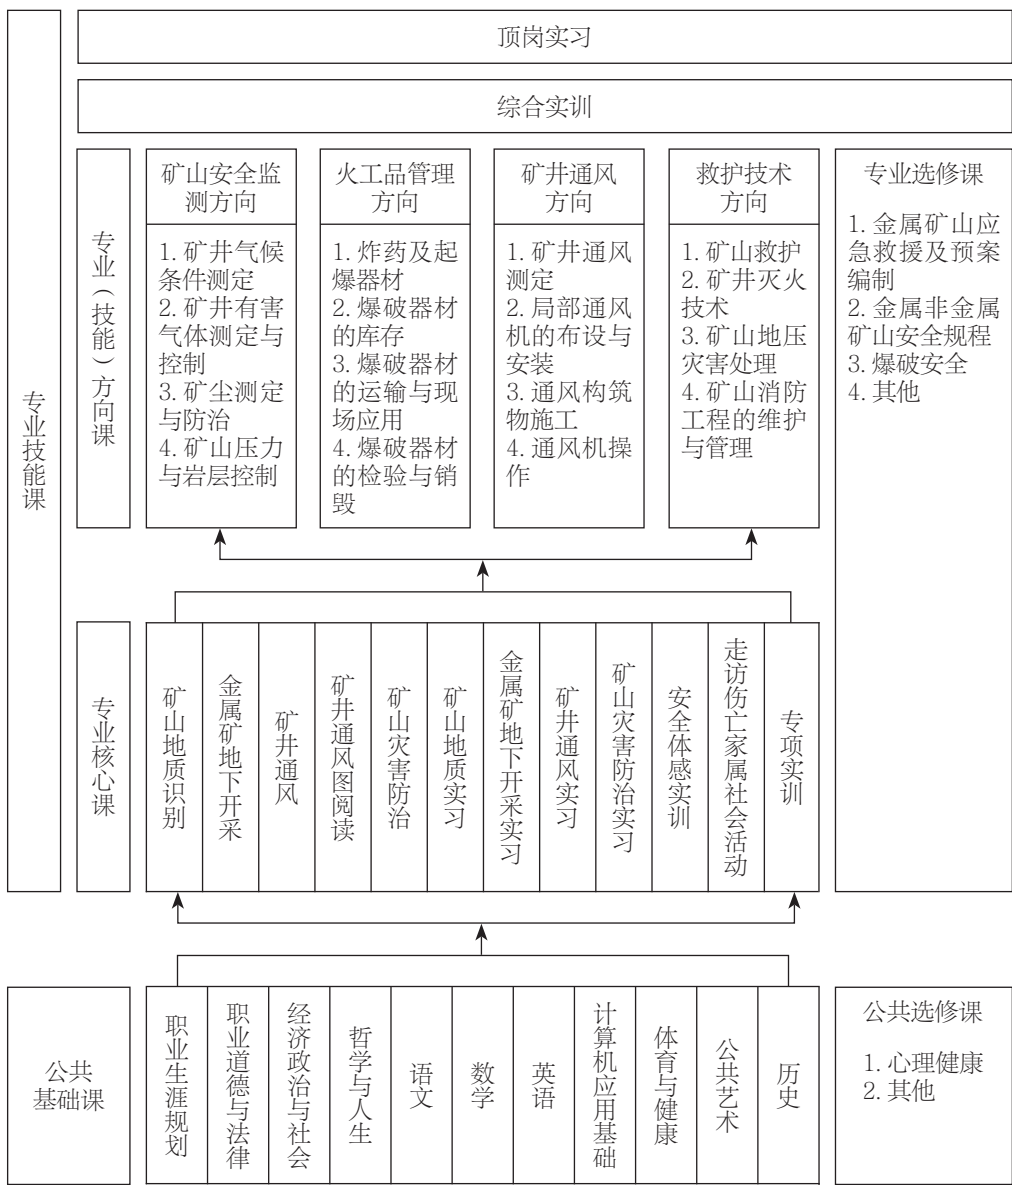 顶岗实习
综合实训
专业技能课
专业（技能）方向课
矿山安全监
测方向
1. 矿井气候
条件测定
2. 矿井有害
气体测定与
控制
3. 矿尘测定
与防治
4. 矿山压力
与岩层控制
火工品管理
方向
1. 炸药及起
爆器材
2. 爆破器材
的库存
3. 爆破器材
的运输与现
场应用
4. 爆破器材
的检验与销
毁
矿井通风
方向
1. 矿井通风
测定
2. 局部通风
机的布设与
安装
3. 通风构筑
物施工
4. 通风机操
作
救护技术
方向
1. 矿山救护
2. 矿井灭火
技术
3. 矿山地压
灾害处理
4. 矿山消防
工程的维护
与管理
专业选修课
1. 金属矿山应
急救援及预案
编制
2. 金属非金属
矿山安全规程
3. 爆破安全
4. 其他
专业核心课
矿山地质识别
金属矿地下开采
矿井通风
矿井通风图阅读
矿山灾害防治
矿山地质实习
金属矿地下开采实习
矿井通风实习
矿山灾害防治实习
安全体感实训
走访伤亡家属社会活动
专项实训
公共
基础课
职业生涯规划
职业道德与法律
经济政治与社会
哲学与人生
语文
数学
英语
计算机应用基础
体育与健康
公共艺术
历史
公共选修课
1. 心理健康
2. 其他